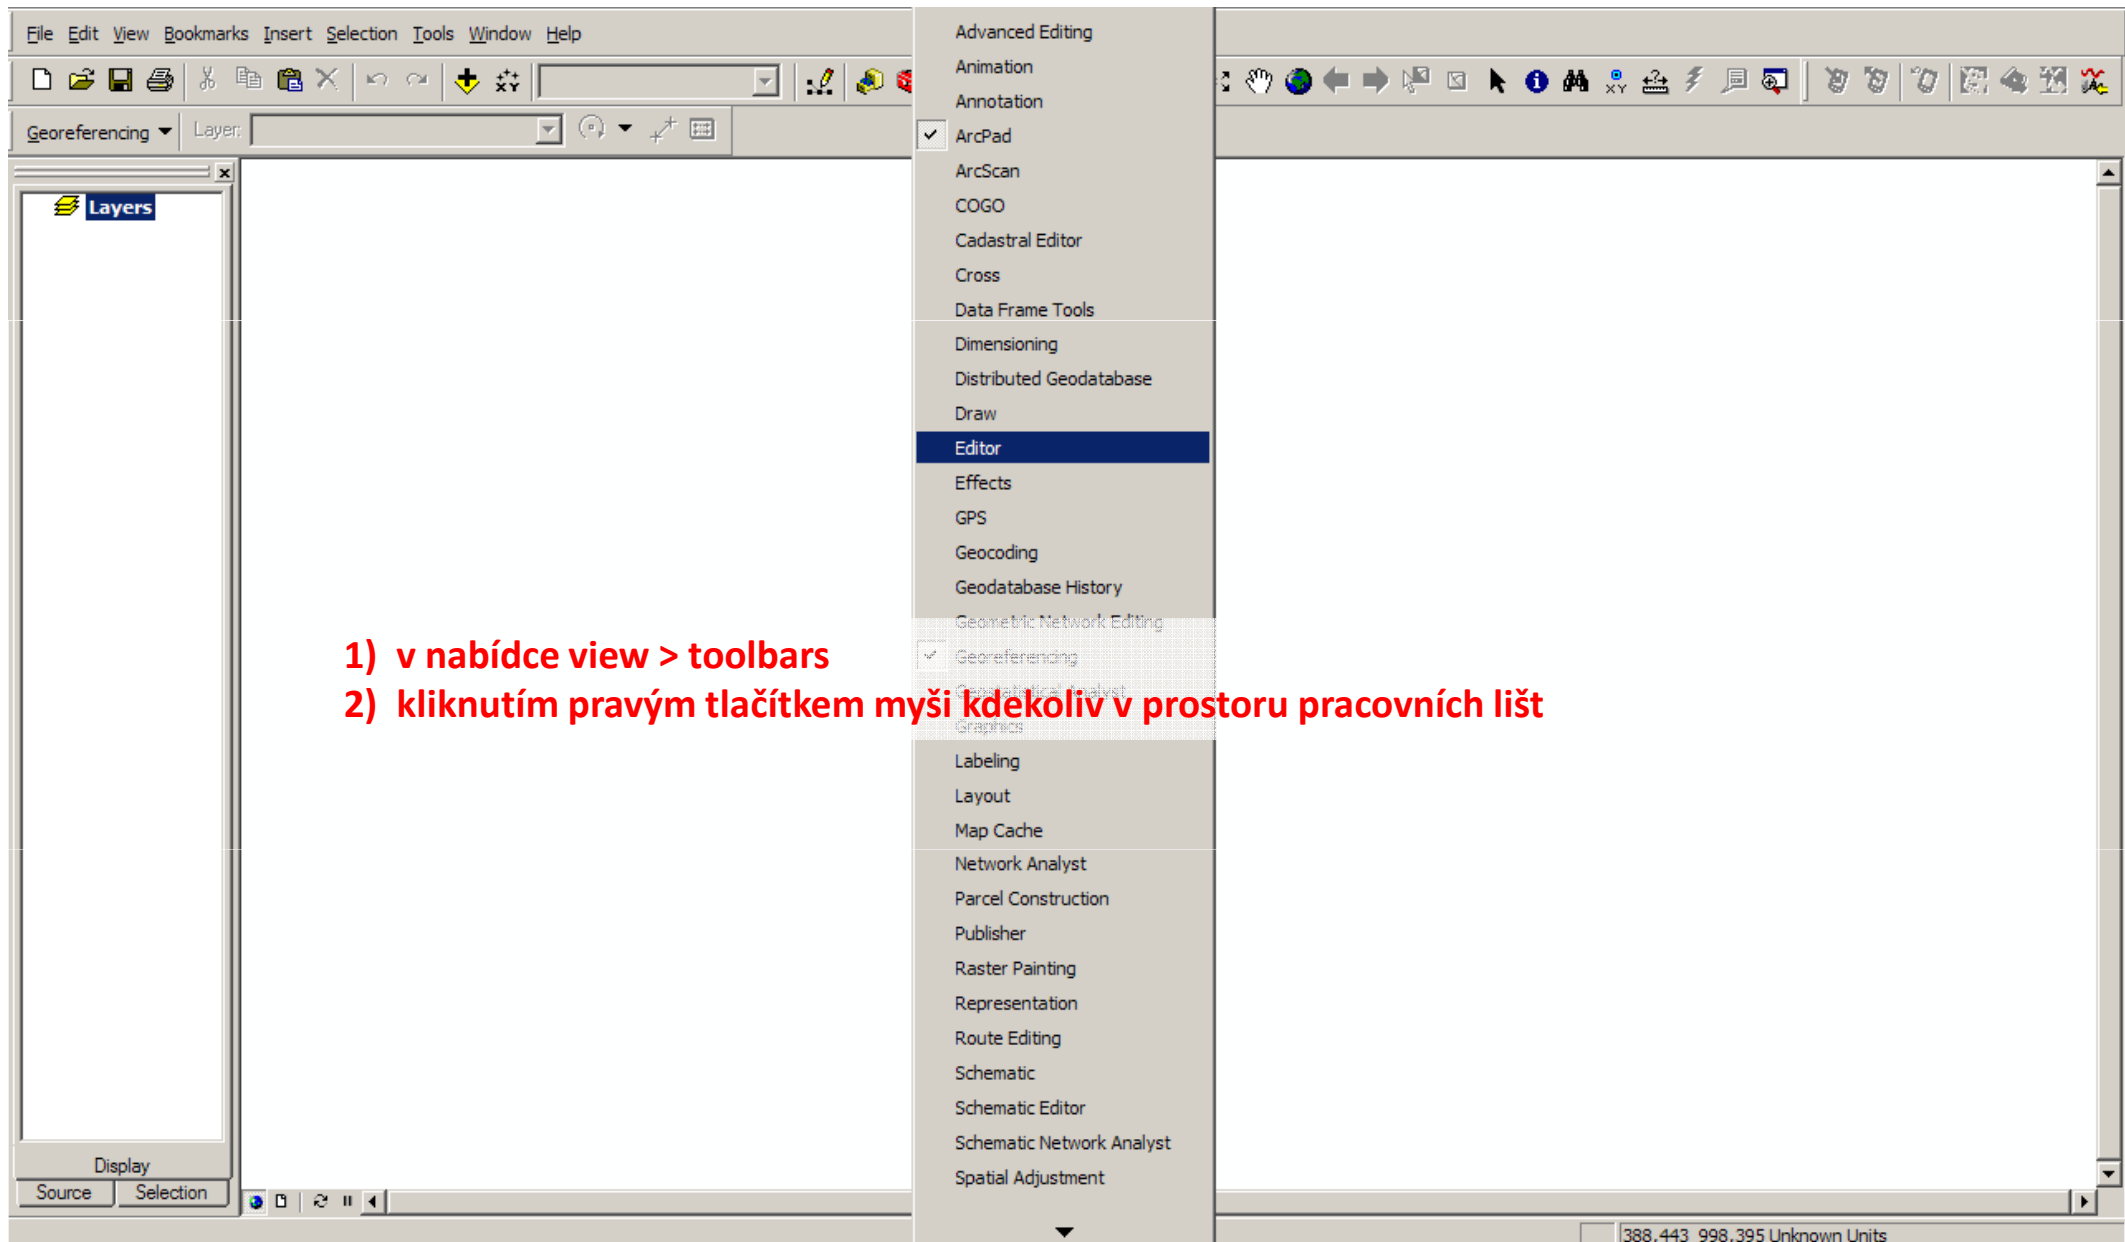 File Edit View Bookmarks Insert Selection Tools Window Help
Georeferencing Layer:
Layers
Advanced Editing
Animation
Annotation
ArcPad
ArcScan
COGO
Cadastral Editor
Cross
Data Frame Tools
Dimensioning
Distributed Geodatabase
Draw
Editor
Effects
GPS
Geocoding
Geodatabase History
Geometric Network Editing
Georeferencing
Geostatistical Analyst
Graphics
Labeling
Layout
Map Cache
Network Analyst
Parcel Construction
Publisher
Raster Painting
Representation
Route Editing
Schematic
Schematic Editor
Schematic Network Analyst
Spatial Adjustment
1) v nabídce view > toolbars
2) kliknutím pravým tlačítkem myši kdekoliv v prostoru pracovních lišt
Display
Source Selection
388,443 998,395 Unknown Units